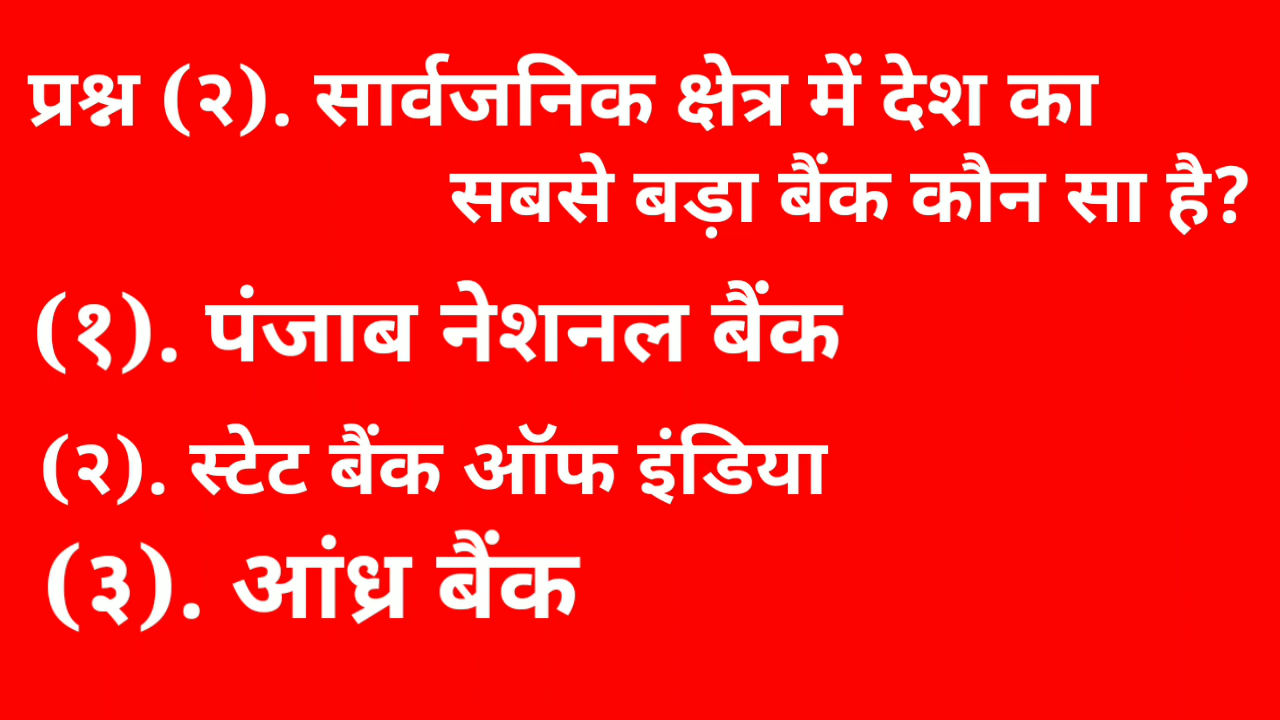 प्रश्न (२). सार्वजनिक क्षेत्र में देश का
सबसे बड़ा बैंक कौन सा है?
(१). पंजाब नेशनल बैंक
(२). स्टेट बैंक ऑफ इंडिया
(३). आंध्र बैंक